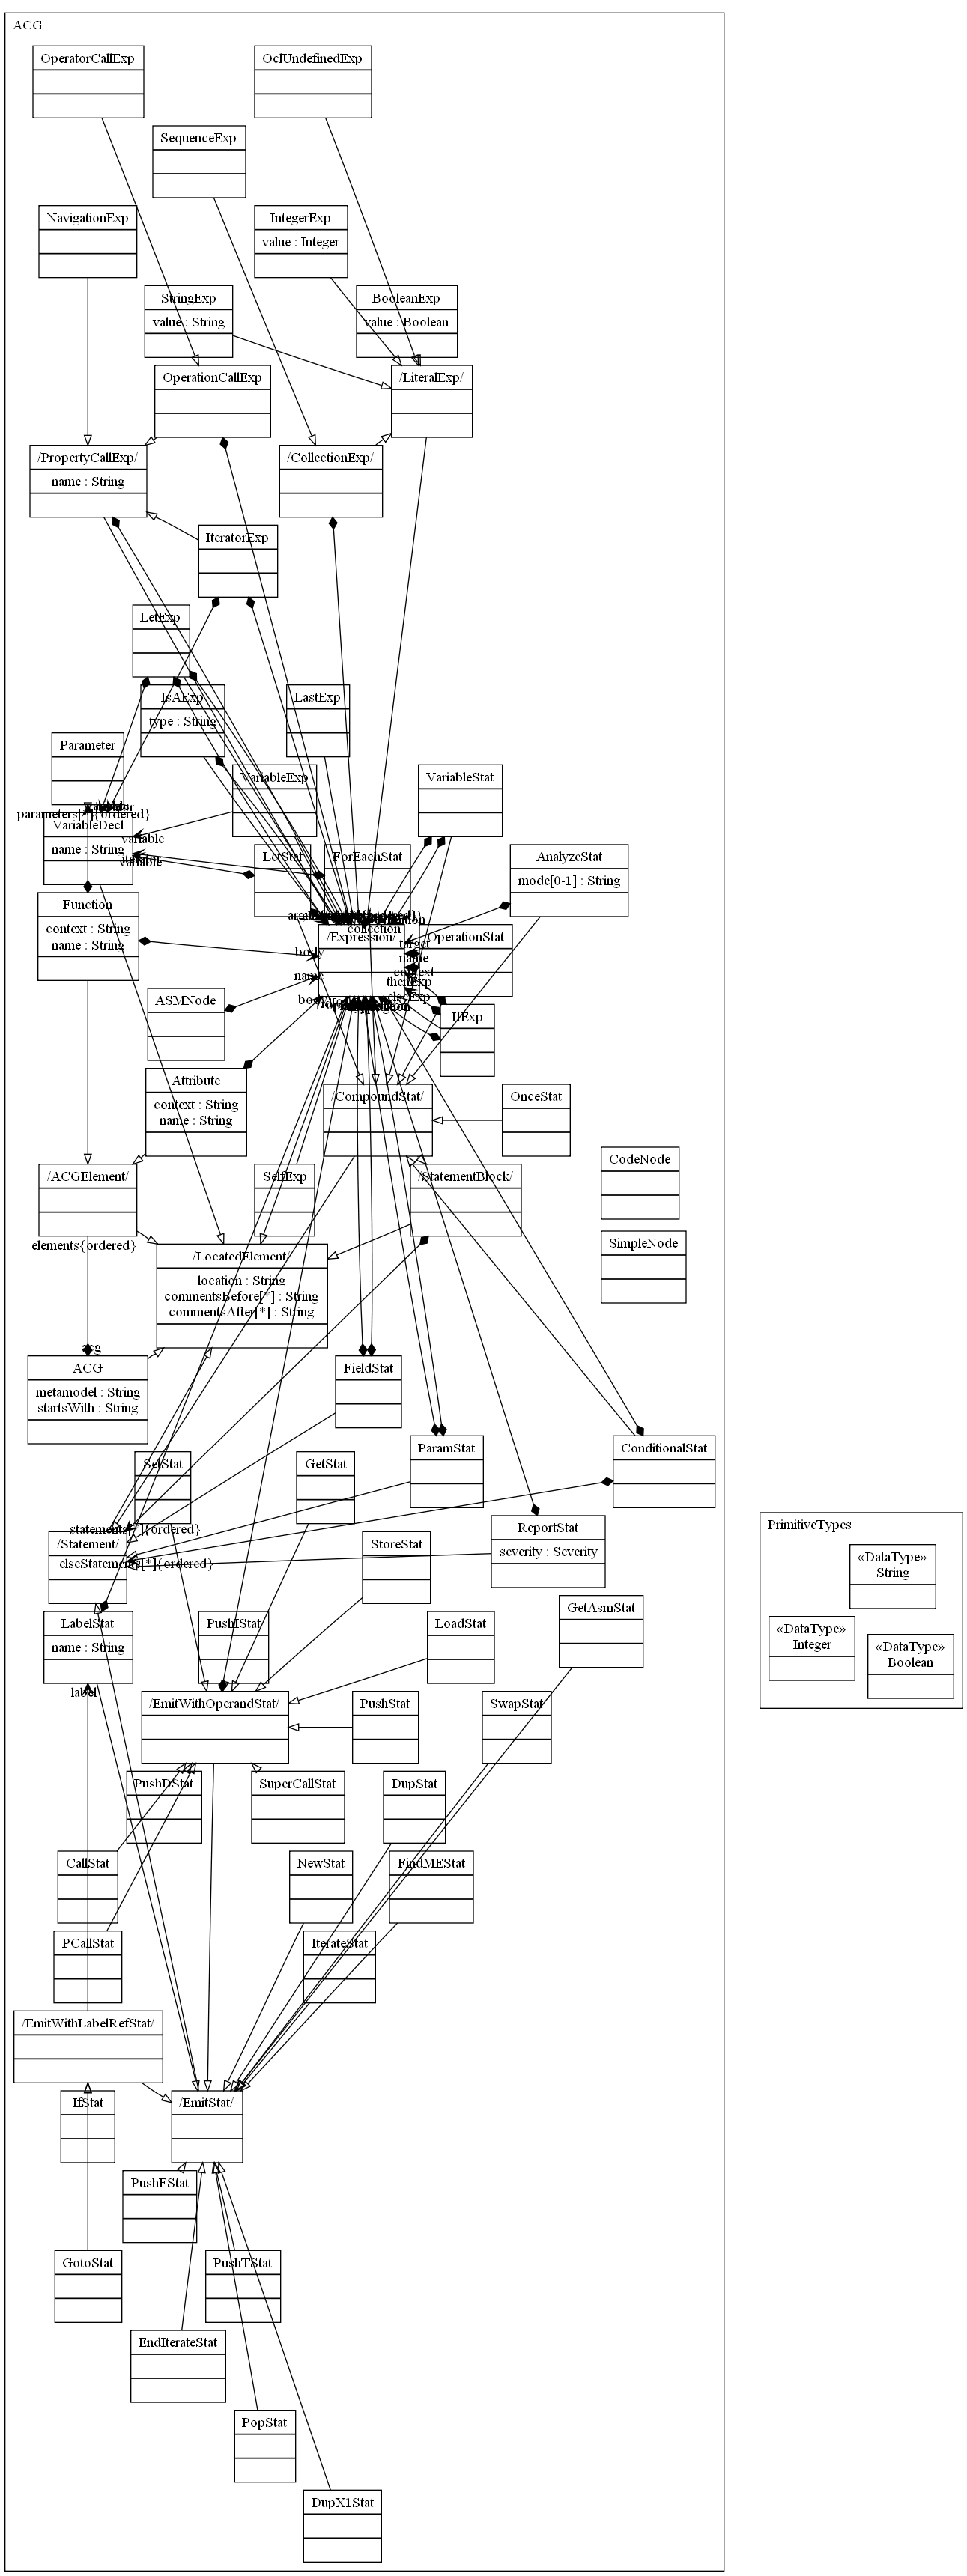 ACG
OperatorCallExp
OclUndefinedExp
SequenceExp
NavigationExp
IntegerExp
value : Integer
StringExp
value : String
BooleanExp
value : Boolean
OperationCallExp
/LiteralExp/
/PropertyCallExp/
name : String
/CollectionExp/
IteratorExp
LetExp
IsAExp
type : String
LastExp
Parameter
VariableExp
VariableStat
parameters[*]{ordered}
VariableDecl
name : String
variable
variable
LetStat
ForEachStat
AnalyzeStat
mode[0-1] : String
Function
context : String
name : String
collection
/Expression/
OperationStat
body
target
name
context
name
thenExp
elseExp
body
ASMNode
IfExp
Attribute
context : String
name : String
/CompoundStat/
OnceStat
CodeNode
/ACGElement/
SelfExp
/StatementBlock/
elements{ordered}
SimpleNode
/LocatedElement/
location : String
commentsBefore[*] : String
commentsAfter[*] : String
acg
ACG
metamodel : String
startsWith : String
FieldStat
SetStat
GetStat
ParamStat
ConditionalStat
statements[*]{ordered}
/Statement/
elseStatements[*]{ordered}
StoreStat
ReportStat
severity : Severity
PrimitiveTypes
«DataType»
String
«DataType»
Integer
«DataType»
Boolean
LabelStat
name : String
PushIStat
LoadStat
GetAsmStat
label
/EmitWithOperandStat/
PushStat
SwapStat
PushDStat
SuperCallStat
DupStat
CallStat
NewStat
FindMEStat
PCallStat
IterateStat
/EmitWithLabelRefStat/
IfStat
/EmitStat/
PushFStat
GotoStat
PushTStat
EndIterateStat
PopStat
DupX1Stat